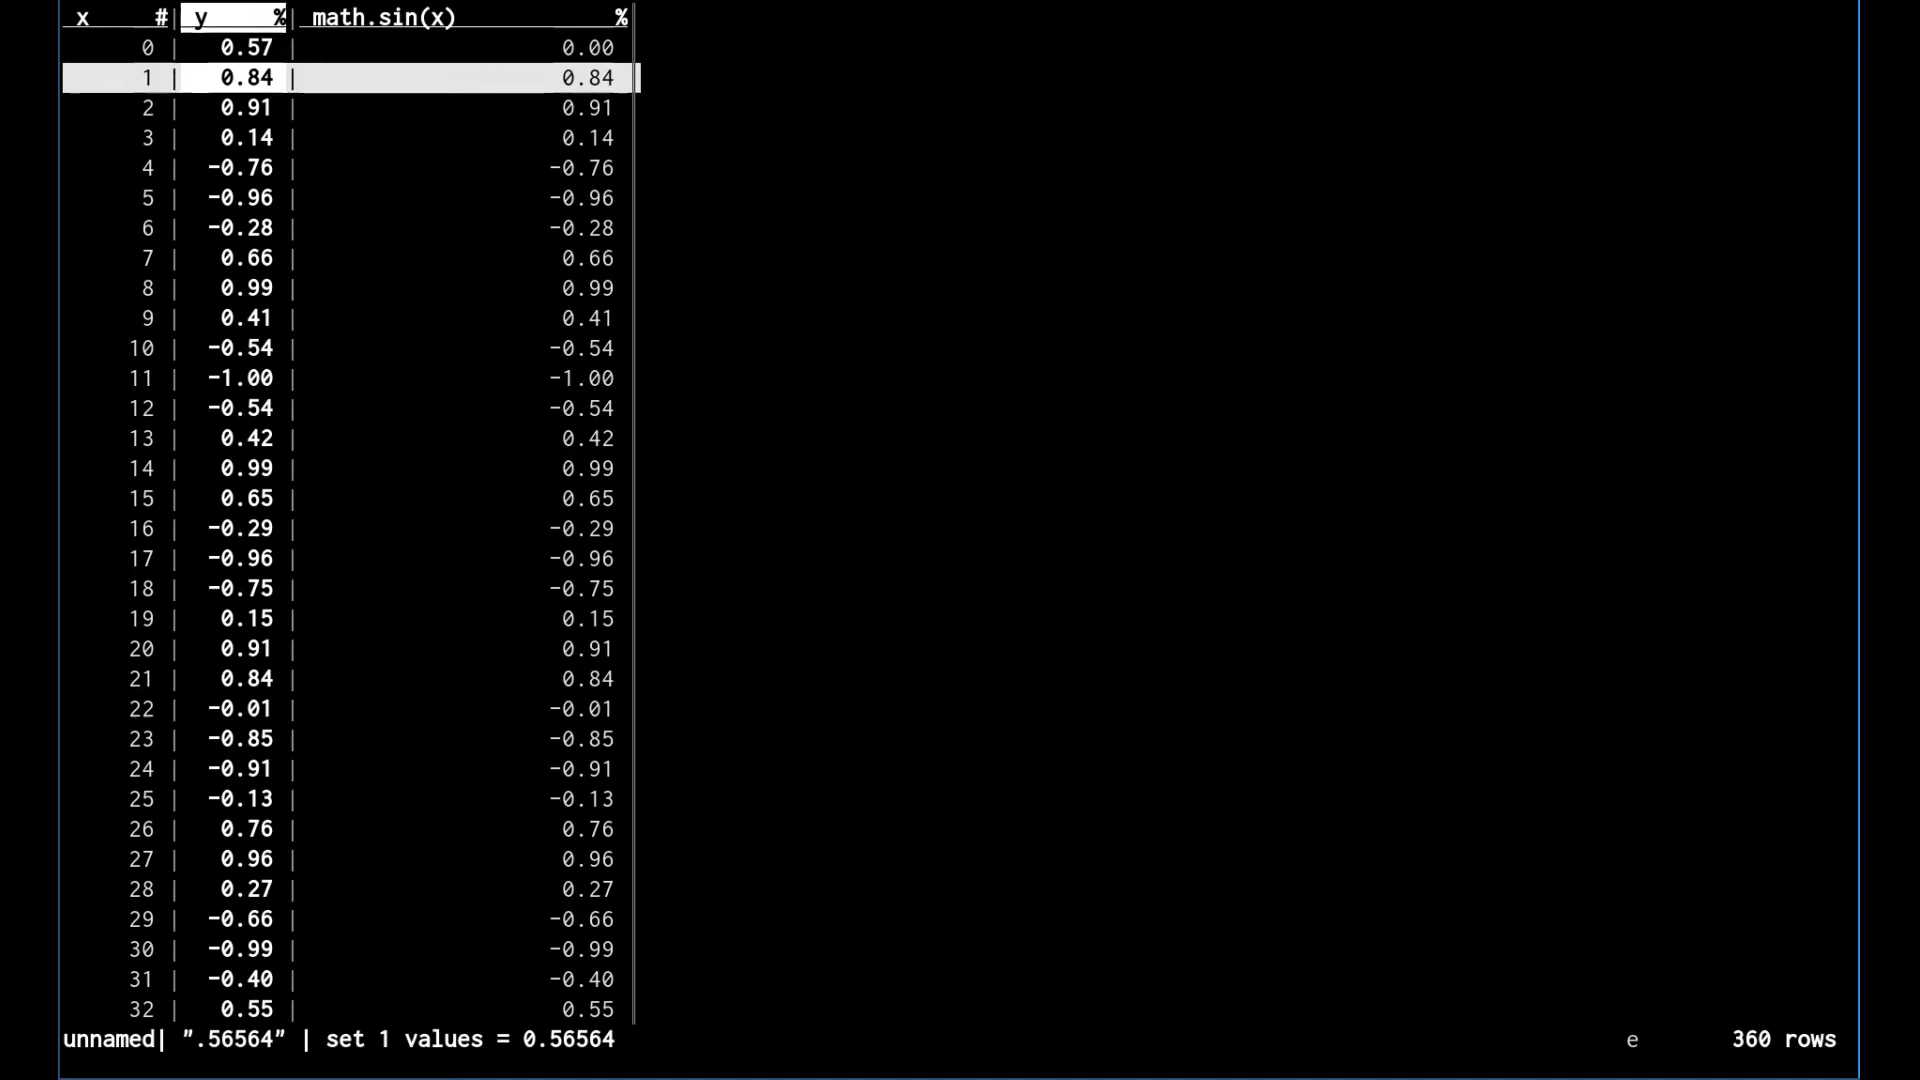 x # | y % | math.sin(x) %
0 | 0.57 | 0.00
1 | 0.84 | 0.84
2 | 0.91 | 0.91
3 | 0.14 | 0.14
4 | -0.76 | -0.76
5 | -0.96 | -0.96
6 | -0.28 | -0.28
7 | 0.66 | 0.66
8 | 0.99 | 0.99
9 | 0.41 | 0.41
10 | -0.54 | -0.54
11 | -1.00 | -1.00
12 | -0.54 | -0.54
13 | 0.42 | 0.42
14 | 0.99 | 0.99
15 | 0.65 | 0.65
16 | -0.29 | -0.29
17 | -0.96 | -0.96
18 | -0.75 | -0.75
19 | 0.15 | 0.15
20 | 0.91 | 0.91
21 | 0.84 | 0.84
22 | -0.01 | -0.01
23 | -0.85 | -0.85
24 | -0.91 | -0.91
25 | -0.13 | -0.13
26 | 0.76 | 0.76
27 | 0.96 | 0.96
28 | 0.27 | 0.27
29 | -0.66 | -0.66
30 | -0.99 | -0.99
31 | -0.40 | -0.40
32 | 0.55 | 0.55
unnamed| ".56564" | set 1 values = 0.56564 e 360 rows